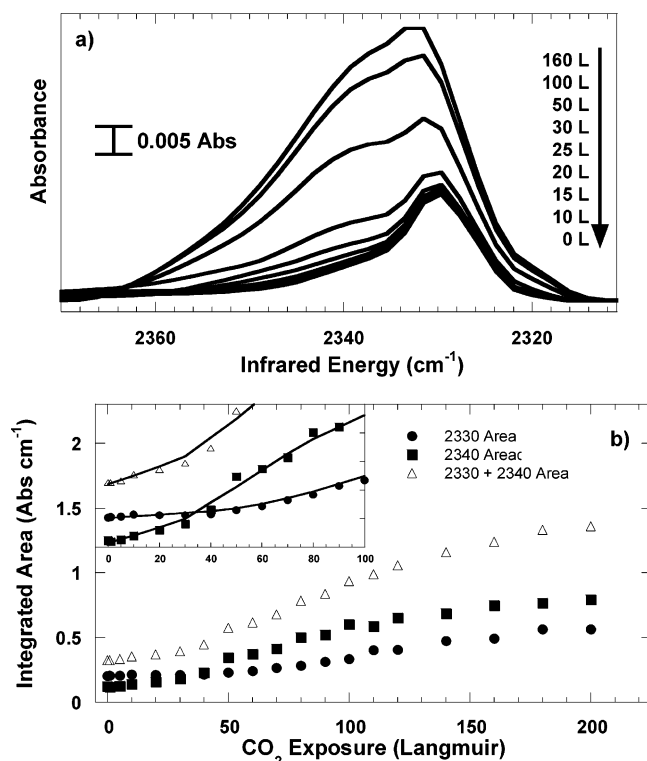 a)
160 L
100 L
50 L
30 L
25 L
20 L
15 L
10 L
0 L
0.005 Abs
Absorbance
2360
2340
2320
Infrared Energy (cm⁻¹)
b)
2330 Area
2340 Area
2330 + 2340 Area
Integrated Area (Abs cm⁻¹)
2
1.5
1
0.5
0
0
20
40
60
80
100
0
50
100
150
200
CO₂ Exposure (Langmuir)